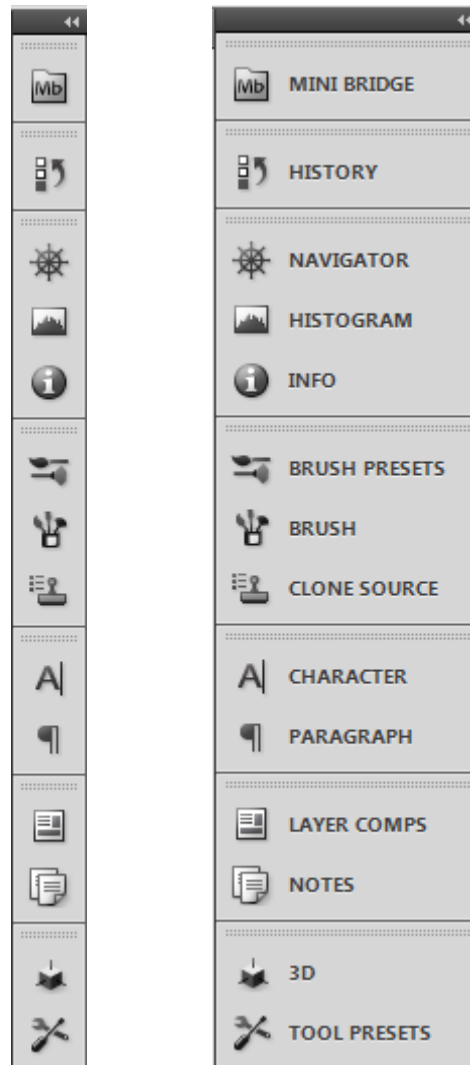 Mb
Mb MINI BRIDGE
HISTORY
NAVIGATOR
HISTOGRAM
i
i INFO
BRUSH PRESETS
BRUSH
CLONE SOURCE
A
A CHARACTER
¶
¶ PARAGRAPH
LAYER COMPS
NOTES
3D
TOOL PRESETS